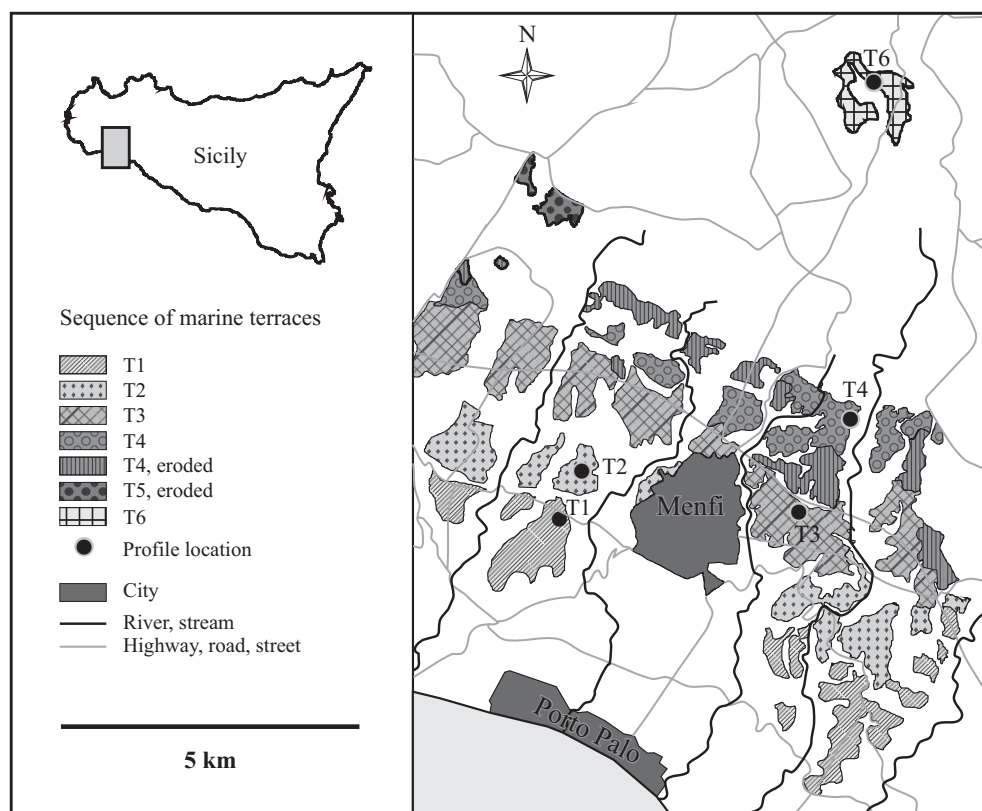 Sicily
Sequence of marine terraces
T1
T2
T3
T4
T4, eroded
T5, eroded
T6
Profile location
City
River, stream
Highway, road, street
5 km
N
T6
T4
T2
T1
Menfi
T3
Porto Palo